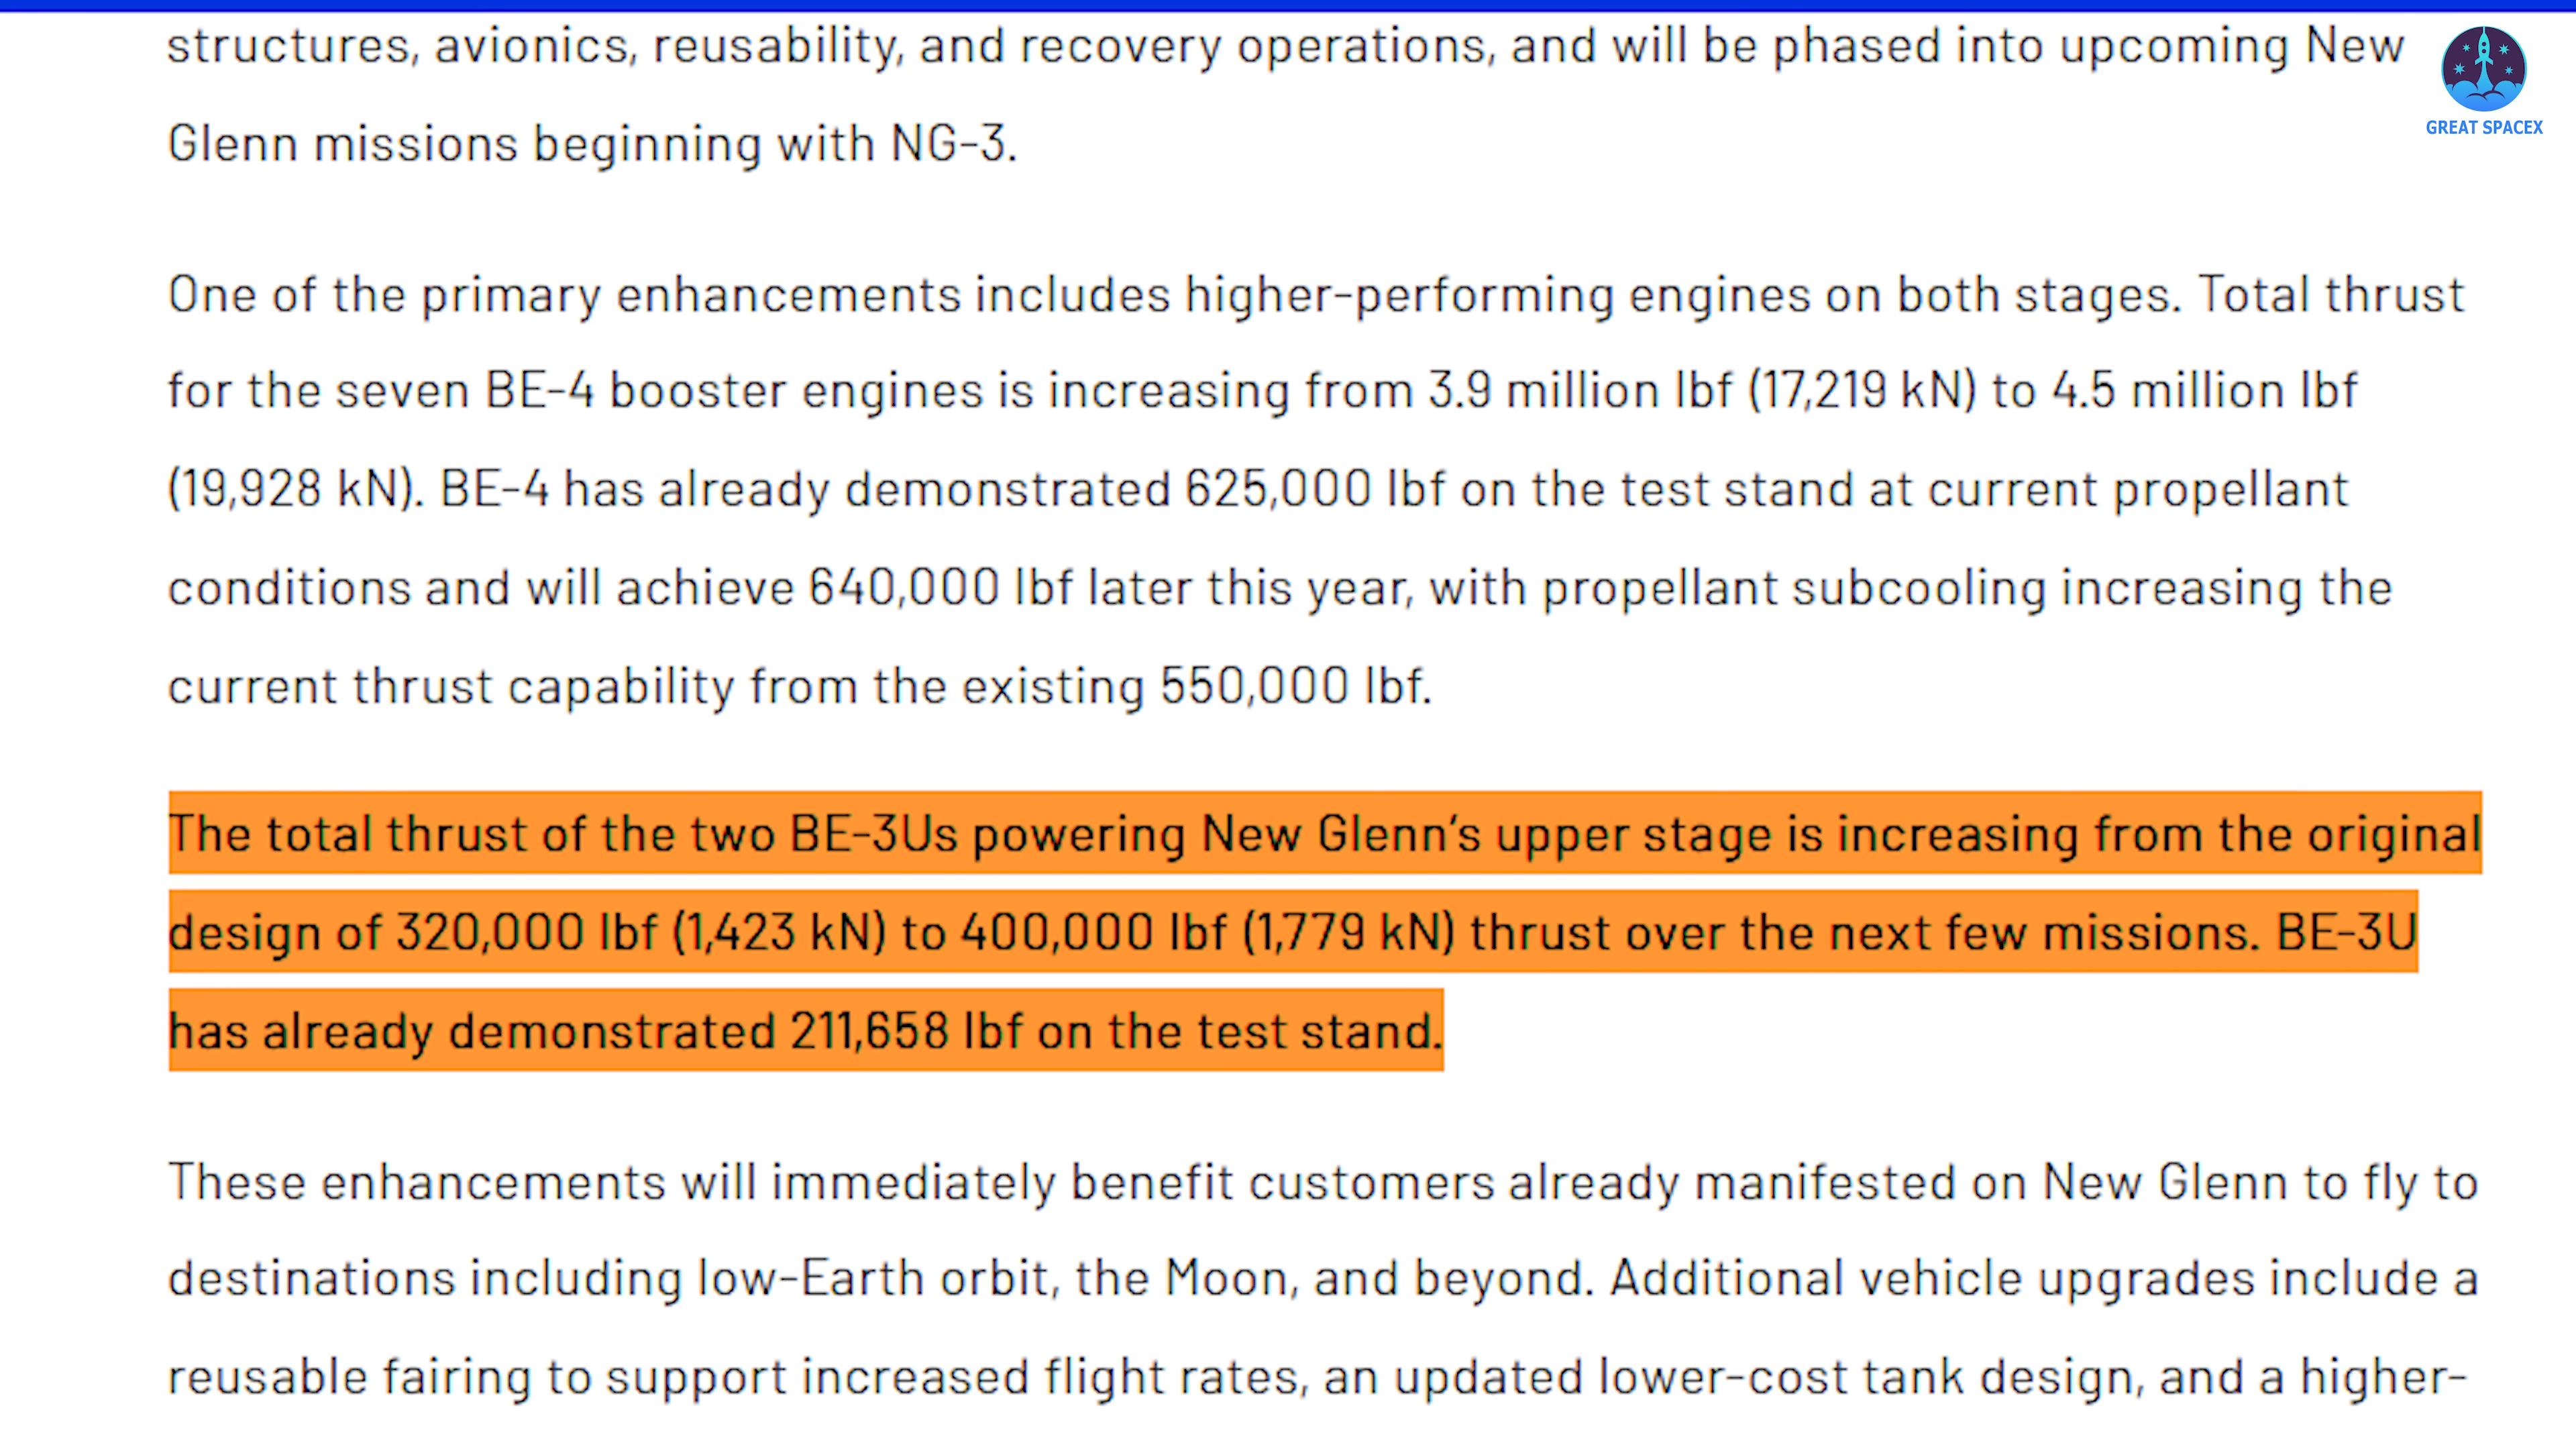 structures, avionics, reusability, and recovery operations, and will be phased into upcoming New
GREAT SPACEX
Glenn missions beginning with NG-3.
One of the primary enhancements includes higher-performing engines on both stages. Total thrust
for the seven BE-4 booster engines is increasing from 3.9 million lbf (17,219 kN) to 4.5 million lbf
(19,928 kN). BE-4 has already demonstrated 625,000 lbf on the test stand at current propellant
conditions and will achieve 640,000 lbf later this year, with propellant subcooling increasing the
current thrust capability from the existing 550,000 lbf.
The total thrust of the two BE-3Us powering New Glenn’s upper stage is increasing from the original
design of 320,000 lbf (1,423 kN) to 400,000 lbf (1,779 kN) thrust over the next few missions. BE-3U
has already demonstrated 211,658 lbf on the test stand.
These enhancements will immediately benefit customers already manifested on New Glenn to fly to
destinations including low-Earth orbit, the Moon, and beyond. Additional vehicle upgrades include a
reusable fairing to support increased flight rates, an updated lower-cost tank design, and a higher-